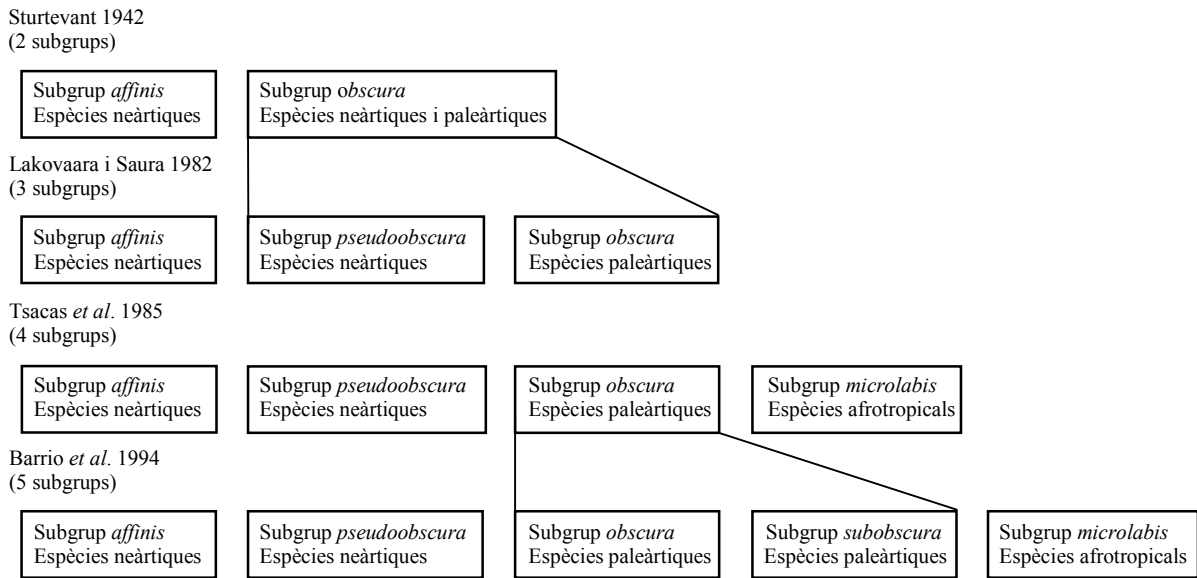 Sturtevant 1942
(2 subgrups)
Subgrup affinis
Espècies neàrtiques
Subgrup obscura
Espècies neàrtiques i paleàrtiques
Lakovaara i Saura 1982
(3 subgrups)
Subgrup affinis
Espècies neàrtiques
Subgrup pseudoobscura
Espècies neàrtiques
Subgrup obscura
Espècies paleàrtiques
Tsacas et al. 1985
(4 subgrups)
Subgrup affinis
Espècies neàrtiques
Subgrup pseudoobscura
Espècies neàrtiques
Subgrup obscura
Espècies paleàrtiques
Subgrup microlabis
Espècies afrotropicals
Barrio et al. 1994
(5 subgrups)
Subgrup affinis
Espècies neàrtiques
Subgrup pseudoobscura
Espècies neàrtiques
Subgrup obscura
Espècies paleàrtiques
Subgrup subobscura
Espècies paleàrtiques
Subgrup microlabis
Espècies afrotropicals